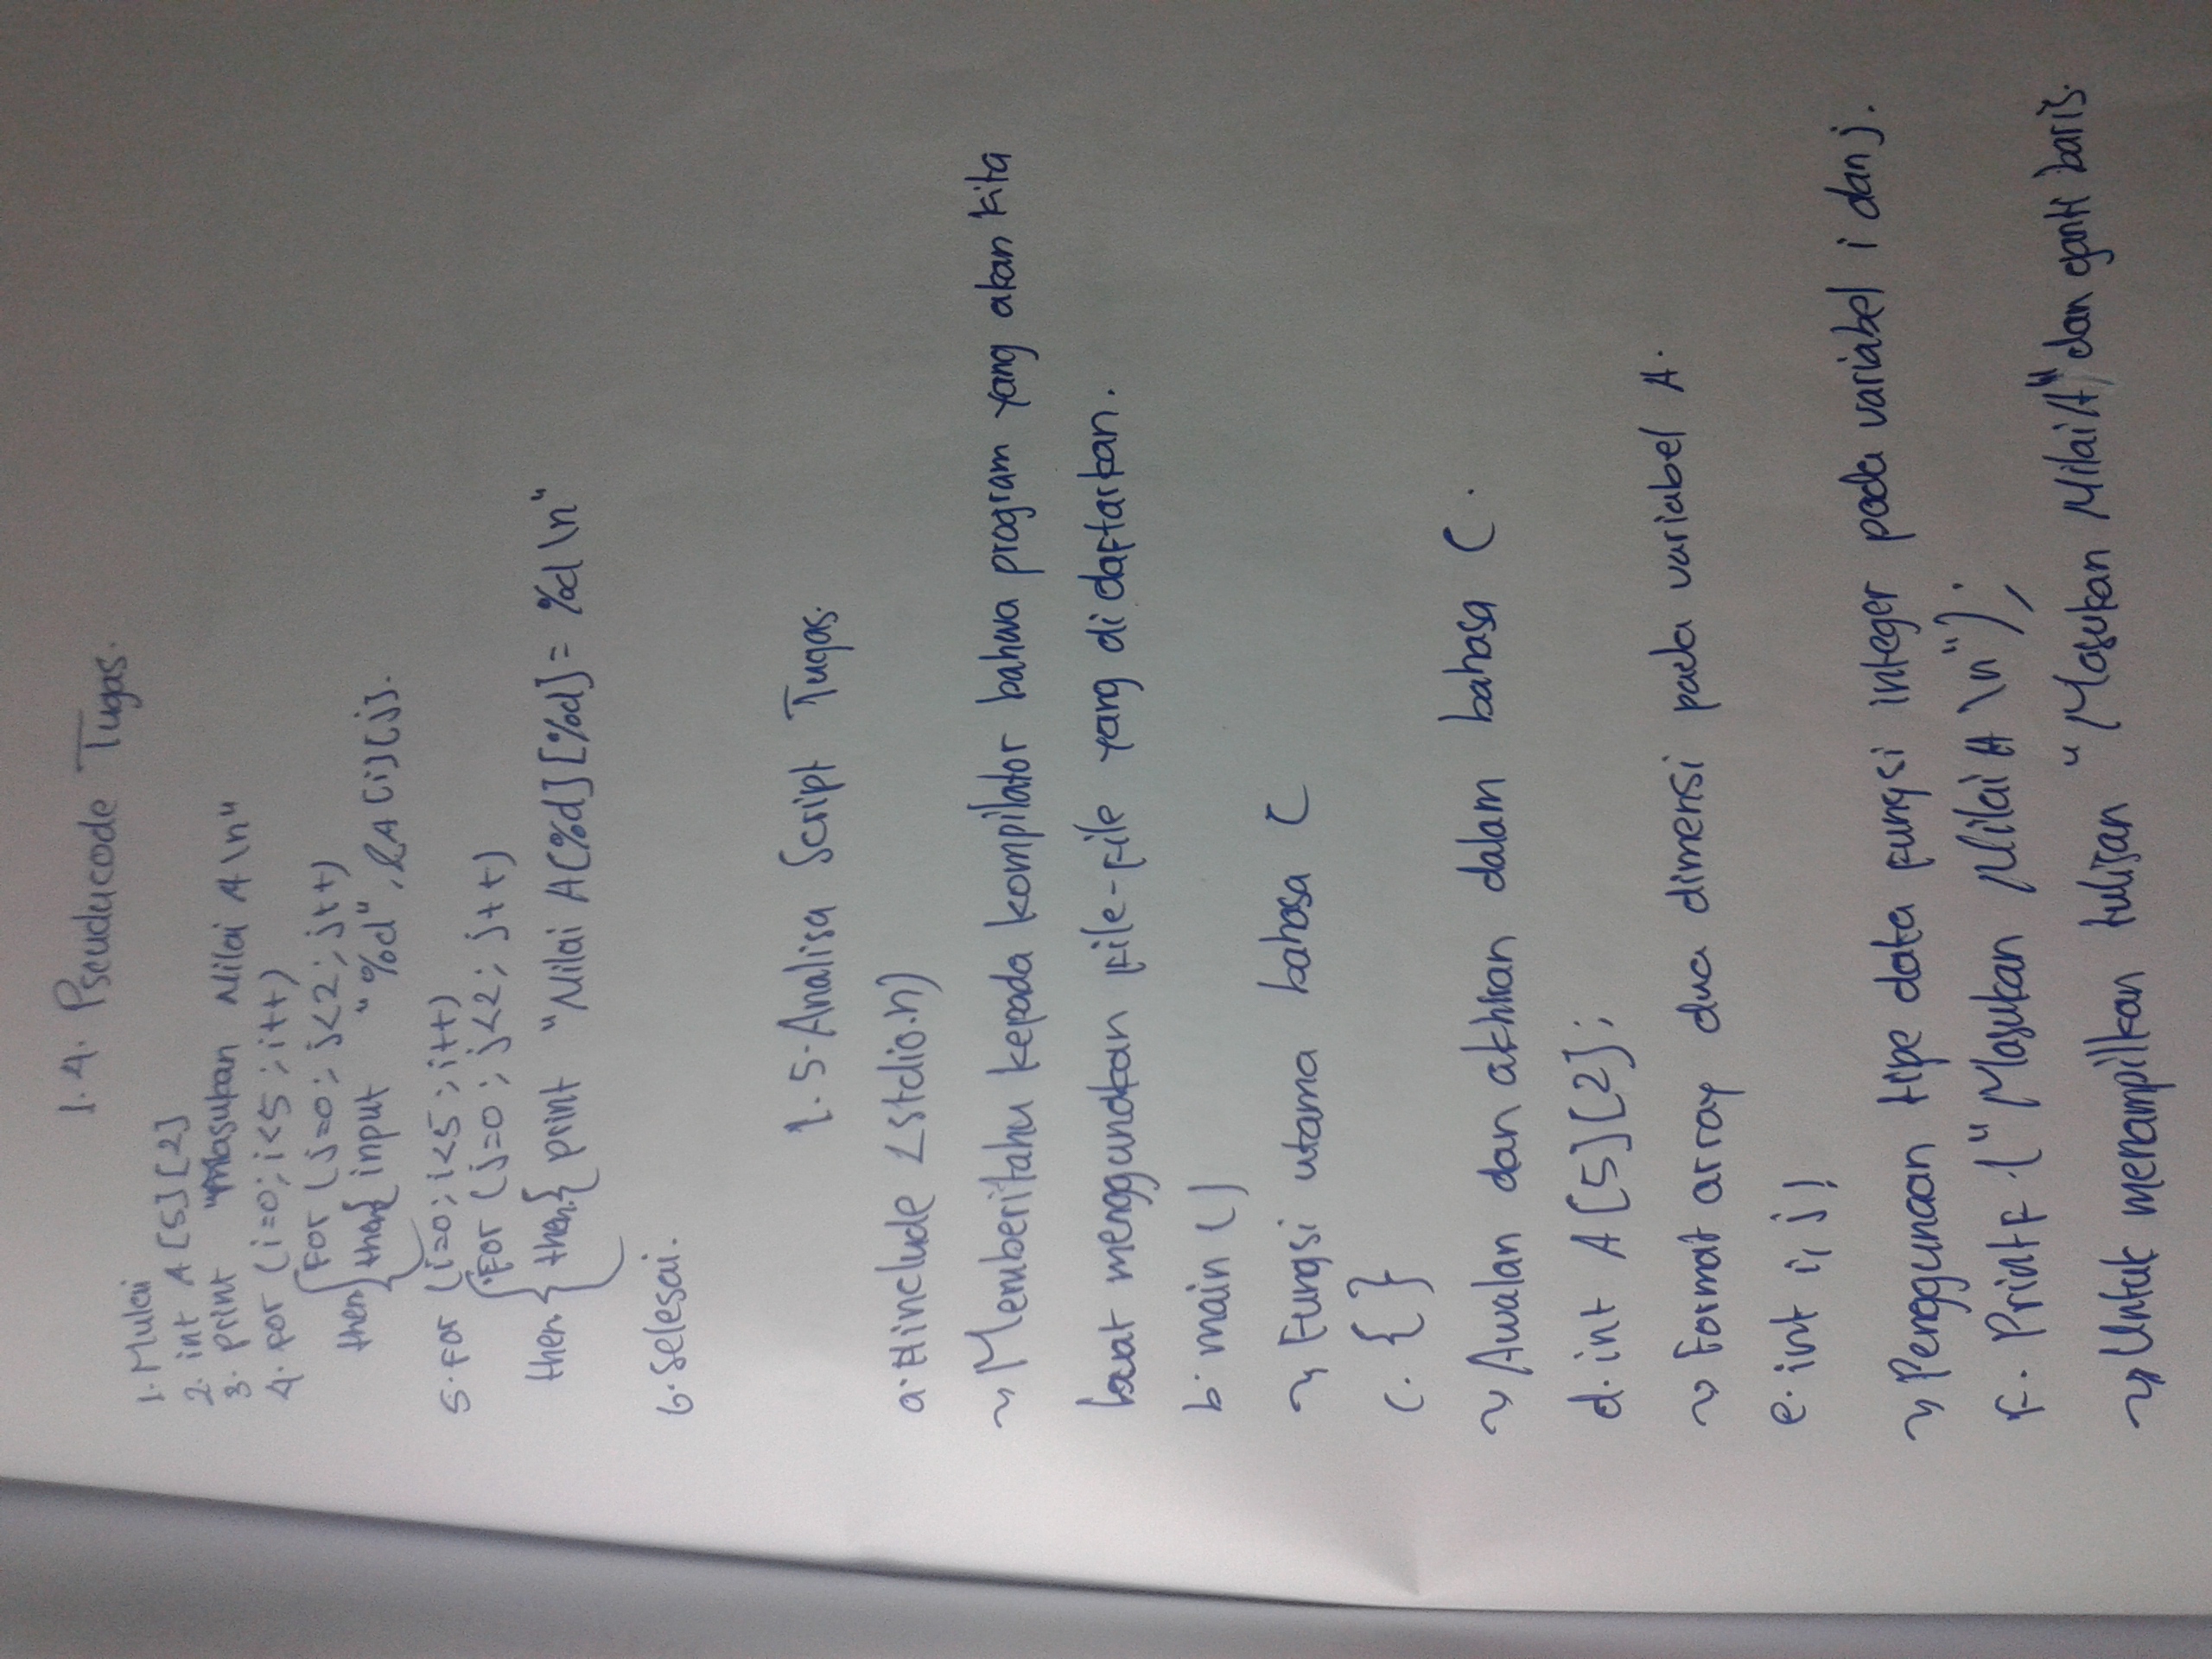 1.4. Pseuducode Tugas.
1. Mulai
2. int A [5][2]
3. print "Masukan Nilai A \n"
4. for (i=0; i<5; i++)
for (j=0; j<2; j++)
then { then { input "%d", &A[i][j].
5. for (i=0; i<5; i++)
for (j=0; j<2; j++)
then { then { print "Nilai A[%d][%d] = %d \n"
6. Selesai.
1.5. Analisa Script Tugas.
a. #include <stdio.h)
~ Memberitahu kepada kompilator bahwa program yang akan kita
buat menggunakan file-file yang di daftarkan.
b. main ()
~ Fungsi utama bahasa C
c. { }
~ Awalan dan akhiran dalam bahasa C.
d. int A [5][2];
~ Format array dua dimensi pada variabel A.
e. int i, j;
~ Penggunaan tipe data fungsi integer pada variabel i dan j.
F. Printf ("Masukan Nilai A \n");
~ Untuk menampilkan tulisan "Masukan Nilai A" dan ganti baris.